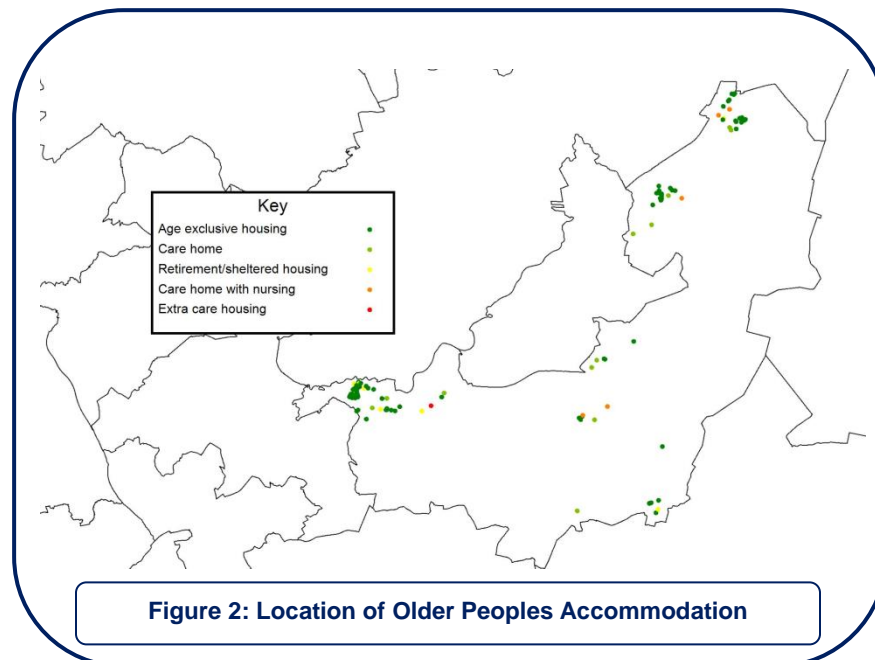 Key
Age exclusive housing
Care home
Retirement/sheltered housing
Care home with nursing
Extra care housing
Figure 2: Location of Older Peoples Accommodation